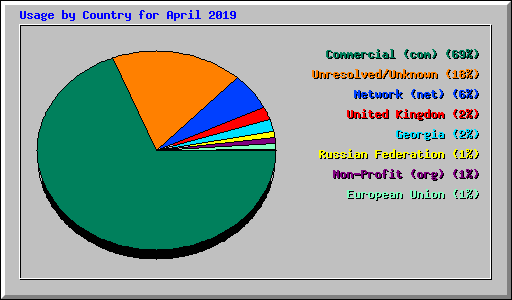 Usage by Country for April 2019
Commercial (com) (69%)
Unresolved/Unknown (18%)
Network (net) (6%)
United Kingdom (2%)
Georgia (2%)
Russian Federation (1%)
Non-Profit (org) (1%)
European Union (1%)